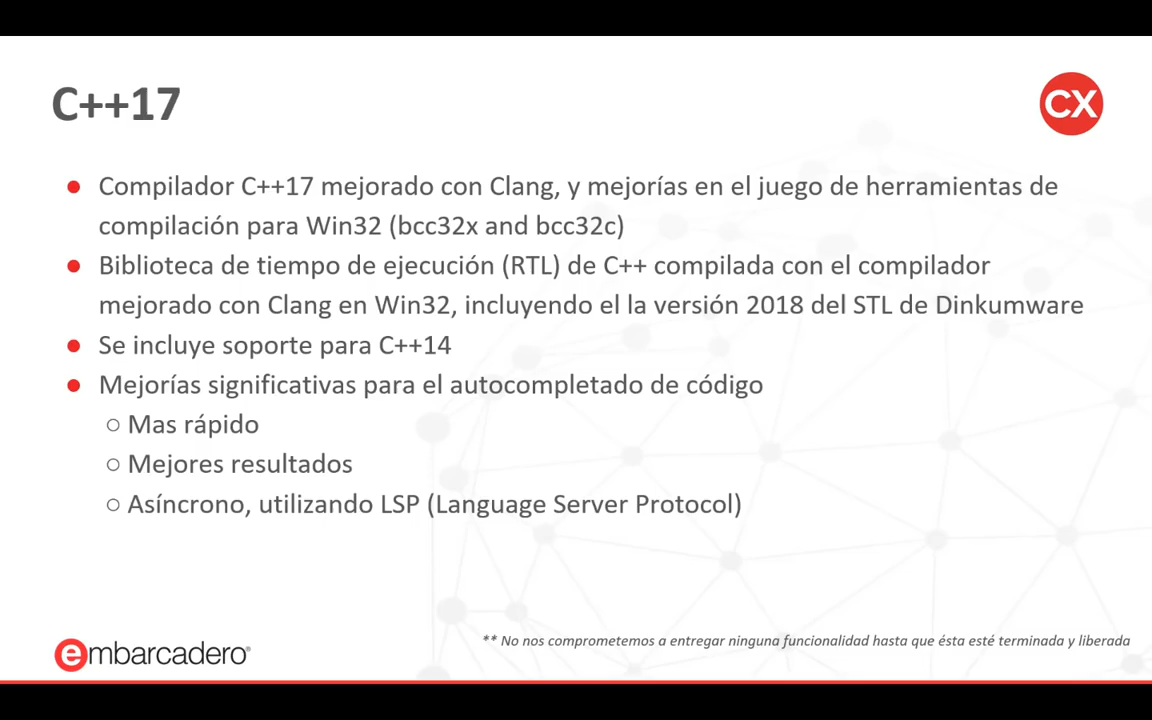 C++17
CX
● Compilador C++17 mejorado con Clang, y mejorías en el juego de herramientas de
compilación para Win32 (bcc32x and bcc32c)
● Biblioteca de tiempo de ejecución (RTL) de C++ compilada con el compilador
mejorado con Clang en Win32, incluyendo el la versión 2018 del STL de Dinkumware
● Se incluye soporte para C++14
● Mejorías significativas para el autocompletado de código
○ Mas rápido
○ Mejores resultados
○ Asíncrono, utilizando LSP (Language Server Protocol)
** No nos comprometemos a entregar ninguna funcionalidad hasta que ésta esté terminada y liberada
embarcadero®